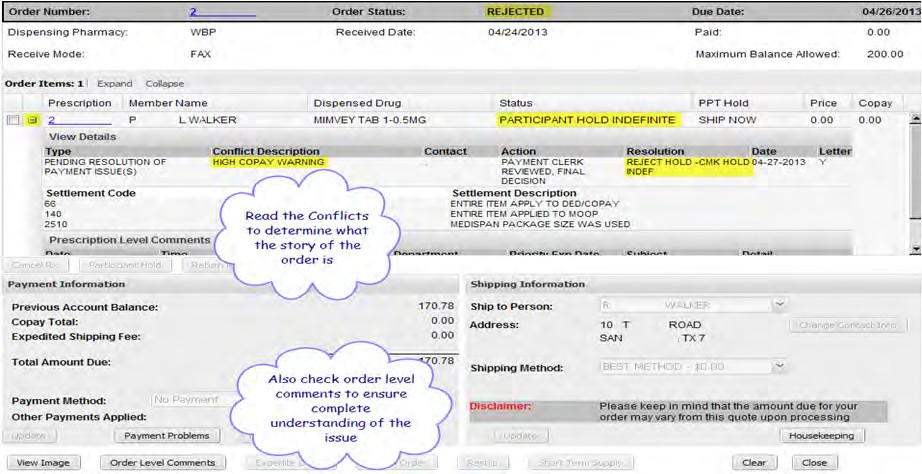 Order Number: 2 Order Status: REJECTED Due Date: 04/26/2013
Dispensing Pharmacy: WBP Received Date: 04/24/2013 Paid: 0.00
Receive Mode: FAX Maximum Balance Allowed: 200.00
Order Items: 1 Expand Collapse
Prescription Member Name Dispensed Drug Status PPT Hold Price Copay
2 P L WALKER MIMVEY TAB 1-0.5MG PARTICIPANT HOLD INDEFINITE SHIP NOW 0.00 0.00
View Details
Type Conflict Description Contact Action Resolution Date Letter
PENDING RESOLUTION OF HIGH COPAY WARNING PAYMENT CLERK REJECT HOLD -CMK HOLD 04-27-2013 Y
PAYMENT ISSUE(S) REVIEWED, FINAL INDEF
DECISION
Settlement Code Settlement Description
66 ENTIRE ITEM APPLY TO DED/COPAY
140 ENTIRE ITEM APPLIED TO MOOP
2510 MEDISPAN PACKAGE SIZE WAS USED
Read the Conflicts
to determine what
the story of the
order is
Prescription Level Comments
Date Time Department Priority Exp Date Subject Detail
Cancel Rx Participant Hold Return
Payment Information Shipping Information
Previous Account Balance: 170.78 Ship to Person: R WALKER
Copay Total: 0.00 Address: 10 T ROAD Change Contact Info
Expedited Shipping Fee: 0.00 SAN , TX 7
Total Amount Due: 170.78 Shipping Method: BEST METHOD - $0.00
Also check order level
comments to ensure
complete
understanding of the
issue
Payment Method: No Payment
Other Payments Applied:
Disclaimer: Please keep in mind that the amount due for your
order may vary from this quote upon processing
Update Payment Problems Update Housekeeping
View Image Order Level Comments Expedite Order Reship Short Term Supply Clear Close